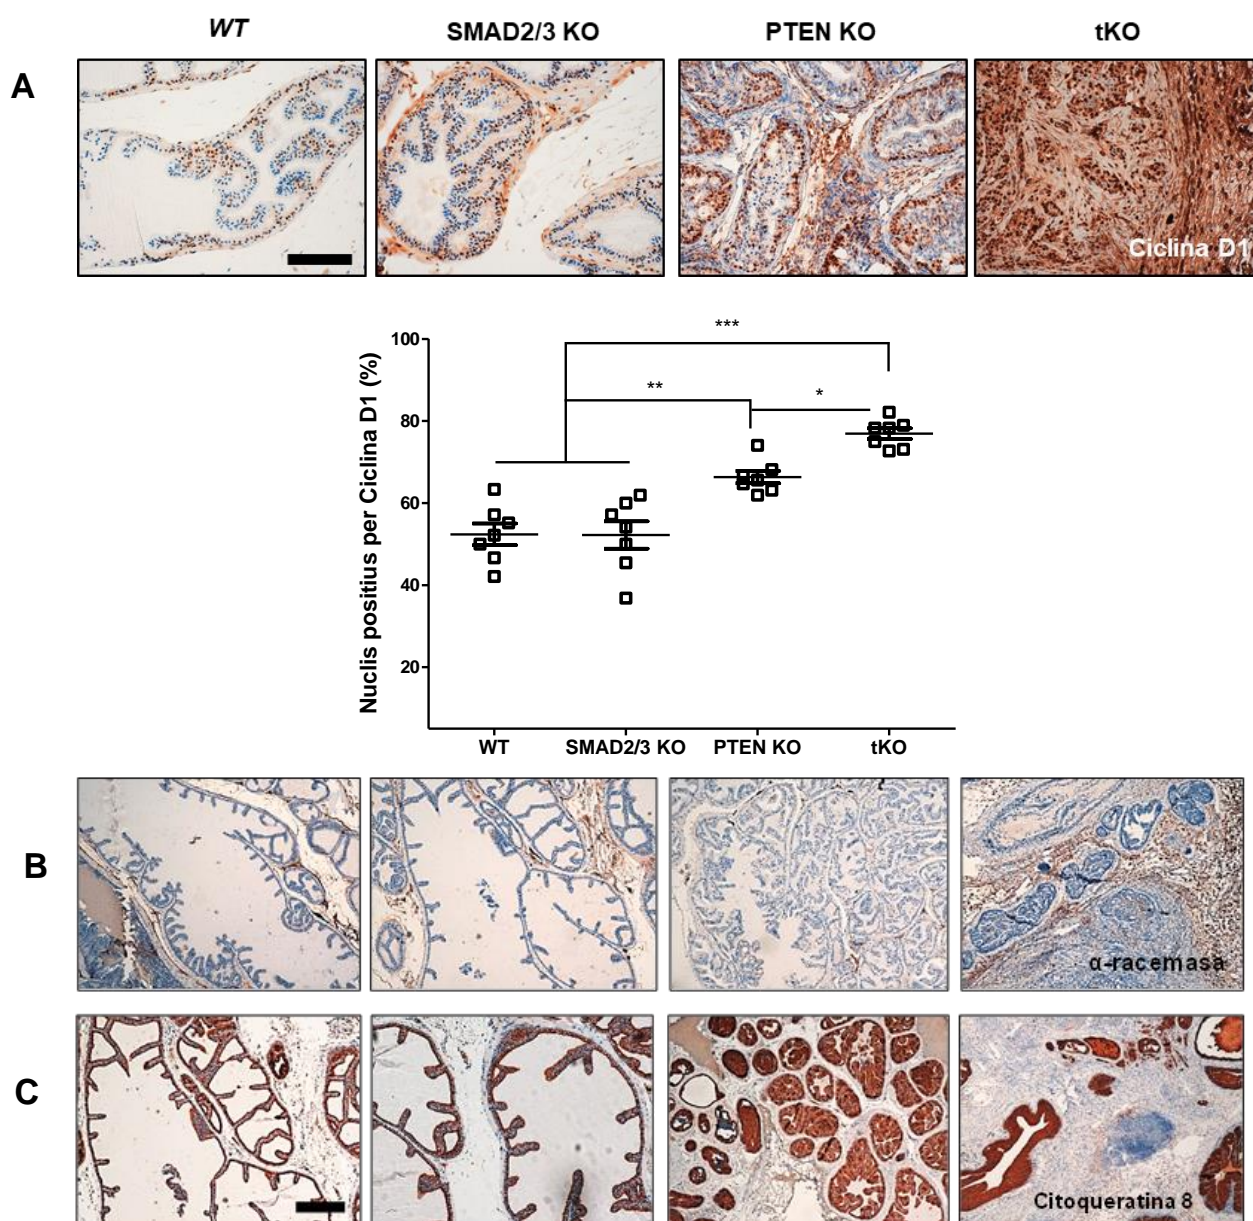 WT SMAD2/3 KO PTEN KO tKO
A
Ciclina D1
***
100
**
*
80
60
40
20
Nuclis positius per Ciclina D1 (%)
WT SMAD2/3 KO PTEN KO tKO
B
α-racemasa
C
Citoqueratina 8